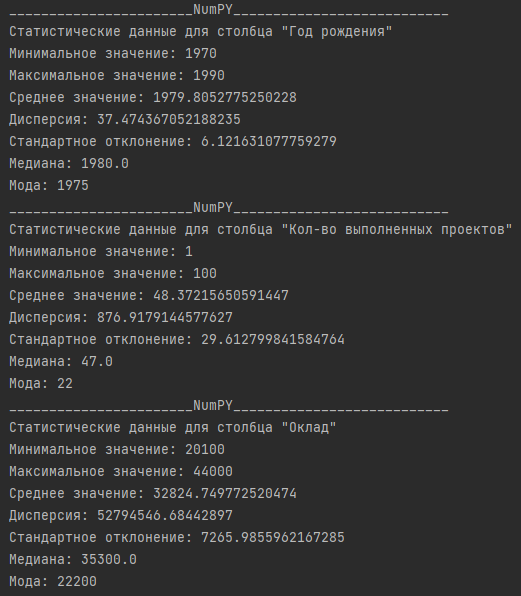 _______________________NumPY___________________________
Статистические данные для столбца "Год рождения"
Минимальное значение: 1970
Максимальное значение: 1990
Среднее значение: 1979.8052775250228
Дисперсия: 37.474367052188235
Стандартное отклонение: 6.121631077759279
Медиана: 1980.0
Мода: 1975
_______________________NumPY___________________________
Статистические данные для столбца "Кол-во выполненных проектов"
Минимальное значение: 1
Максимальное значение: 100
Среднее значение: 48.37215650591447
Дисперсия: 876.9179144577627
Стандартное отклонение: 29.612799841584764
Медиана: 47.0
Мода: 22
_______________________NumPY___________________________
Статистические данные для столбца "Оклад"
Минимальное значение: 20100
Максимальное значение: 44000
Среднее значение: 32824.749772520474
Дисперсия: 52794546.68442897
Стандартное отклонение: 7265.9855962167285
Медиана: 35300.0
Мода: 22200